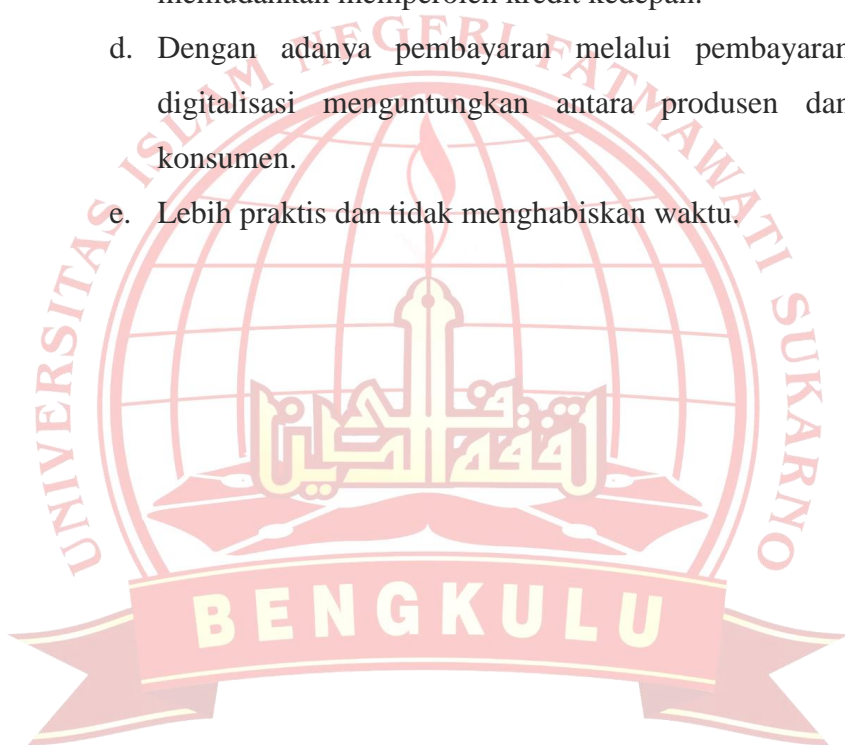 memudahkan memperoleh kredit kedepan.
d. Dengan adanya pembayaran melalui pembayaran
digitalisasi menguntungkan antara produsen dan
konsumen.
e. Lebih praktis dan tidak menghabiskan waktu.
UNIVERSITAS ISLAM NEGERI FATMAWATI SUKARNO
BENGKULU